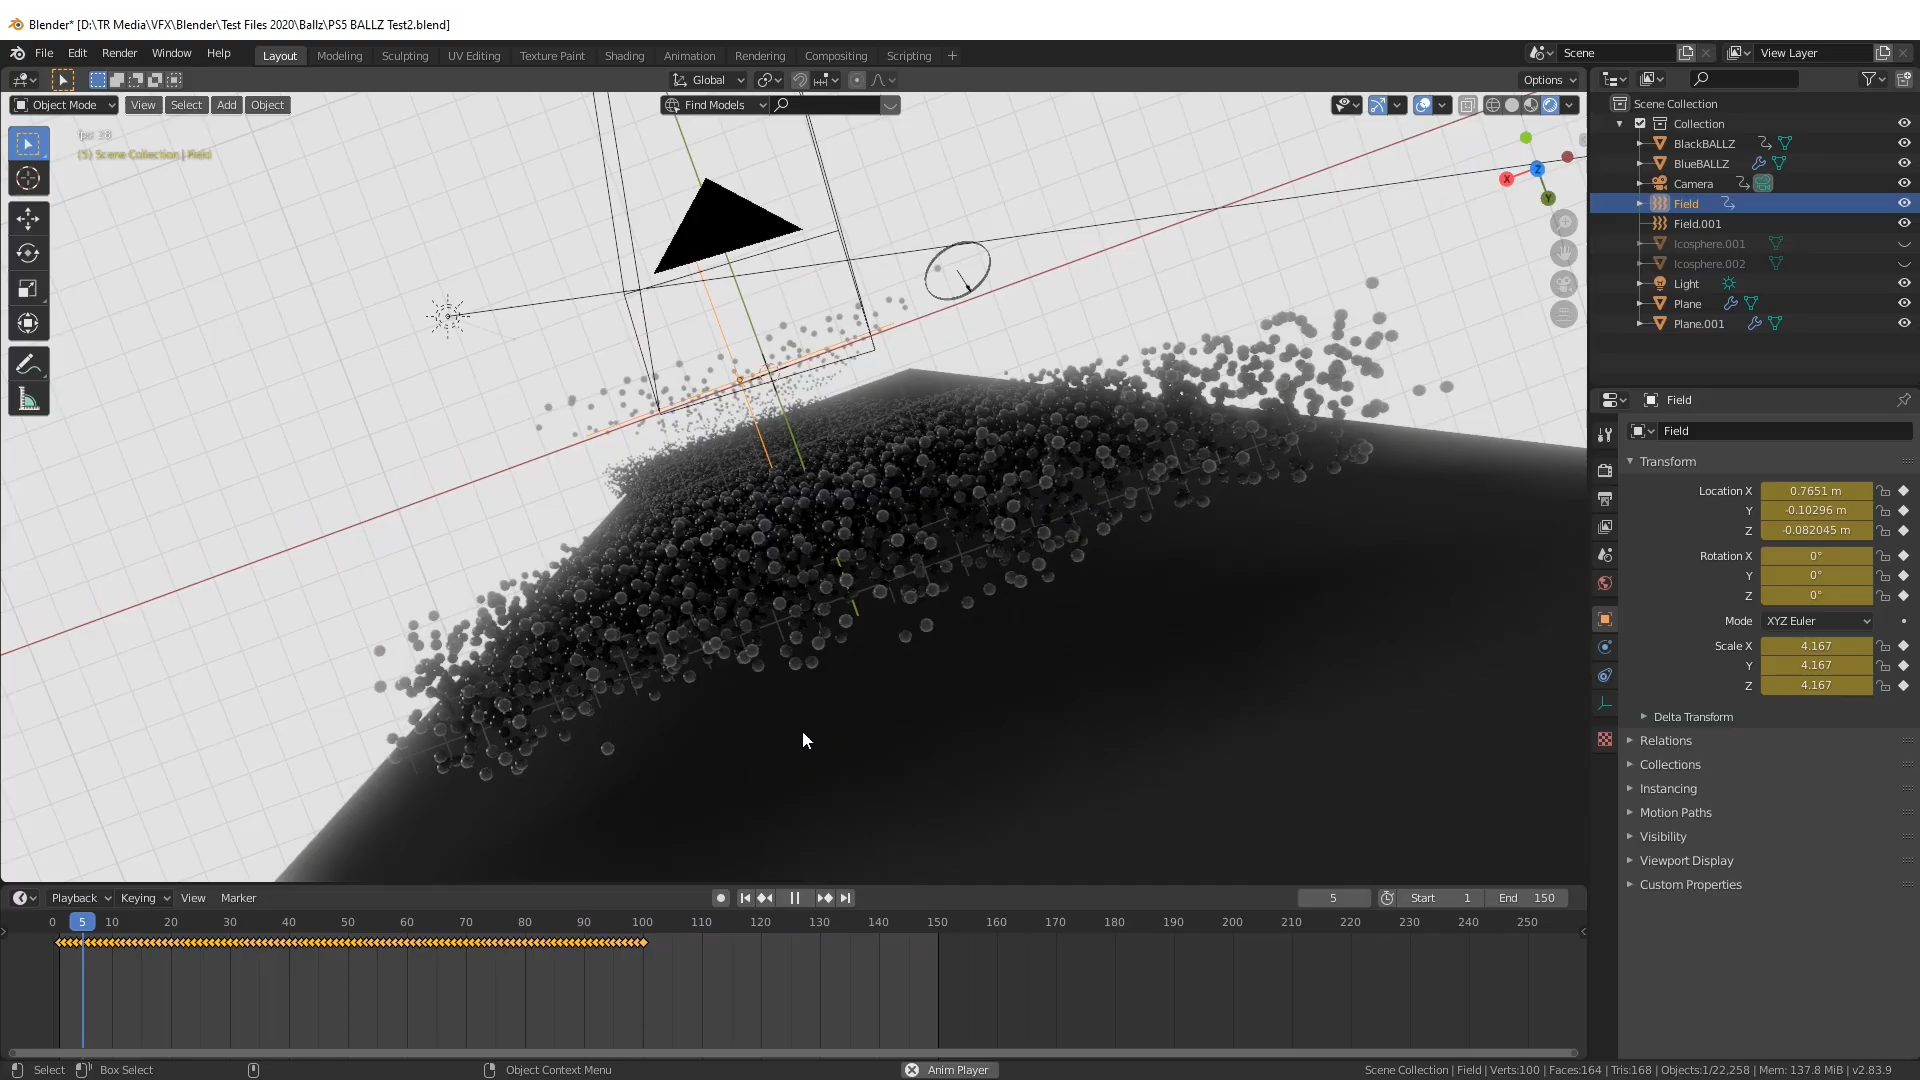 Blender* [D:\TR Media\VFX\Blender\Test Files 2020\Ballz\PS5 BALLZ Test2.blend]
File Edit Render Window Help Layout Modeling Sculpting UV Editing Texture Paint Shading Animation Rendering Compositing Scripting + Scene View Layer
Global Options
Object Mode View Select Add Object Find Models
fps: 28
(5) Scene Collection | Field
X Y Z
Scene Collection
Collection
BlackBALLZ
BlueBALLZ
Camera
Field
Field.001
Icosphere.001
Icosphere.002
Light
Plane
Plane.001
Field
Field
Transform
Location X 0.7651 m
Y -0.10296 m
Z -0.082045 m
Rotation X 0°
Y 0°
Z 0°
Mode XYZ Euler
Scale X 4.167
Y 4.167
Z 4.167
Delta Transform
Relations
Collections
Instancing
Motion Paths
Visibility
Viewport Display
Custom Properties
Playback Keying View Marker 5 Start 1 End 150
0 5 10 20 30 40 50 60 70 80 90 100 110 120 130 140 150 160 170 180 190 200 210 220 230 240 250
Select Box Select Object Context Menu Anim Player Scene Collection | Field | Verts:100 | Faces:164 | Tris:168 | Objects:1/22,258 | Mem: 137.8 MiB | v2.83.9